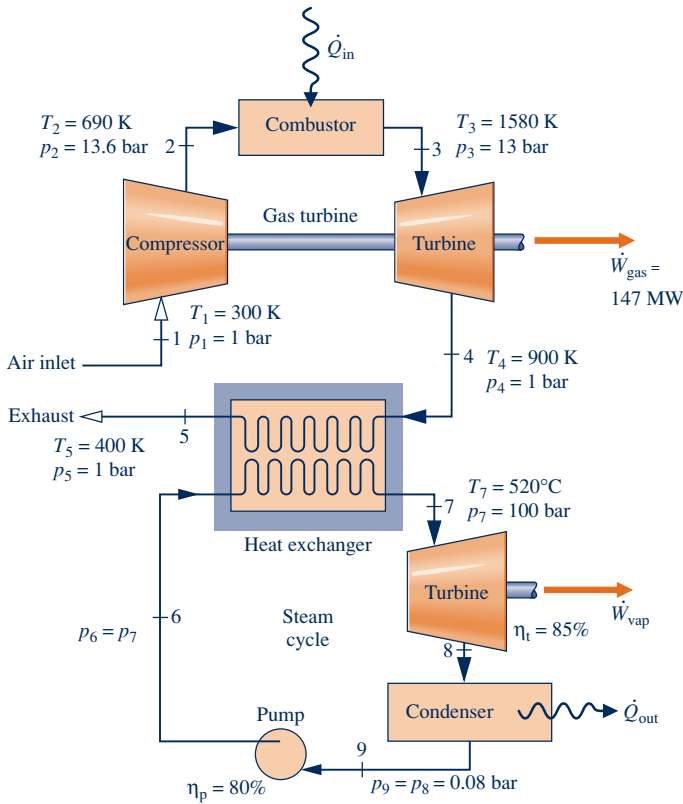 Q̇in
T2 = 690 K
p2 = 13.6 bar
2
Combustor
T3 = 1580 K
p3 = 13 bar
3
Gas turbine
Compressor
Turbine
Ẇgas =
147 MW
T1 = 300 K
1 p1 = 1 bar
Air inlet
4
T4 = 900 K
p4 = 1 bar
Exhaust
5
T5 = 400 K
p5 = 1 bar
T7 = 520°C
p7 = 100 bar
7
Heat exchanger
Turbine
Ẇvap
ηt = 85%
6
p6 = p7
Steam
cycle
8
Condenser
Q̇out
Pump
9
p9 = p8 = 0.08 bar
ηp = 80%